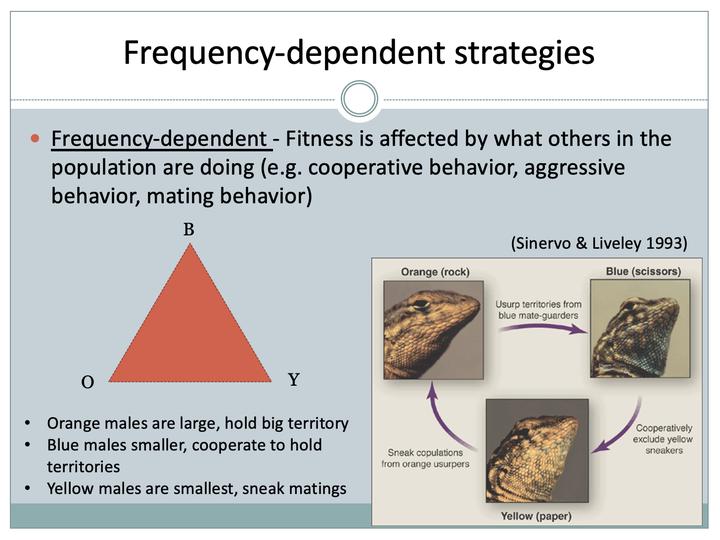 Frequency-dependent strategies
• Frequency-dependent - Fitness is affected by what others in the
population are doing (e.g. cooperative behavior, aggressive
behavior, mating behavior)
B
O
Y
• Orange males are large, hold big territory
• Blue males smaller, cooperate to hold
territories
• Yellow males are smallest, sneak matings
(Sinervo & Liveley 1993)
Orange (rock)
Blue (scissors)
Usurp territories from
blue mate-guarders
Cooperatively
exclude yellow
sneakers
Sneak copulations
from orange usurpers
Yellow (paper)